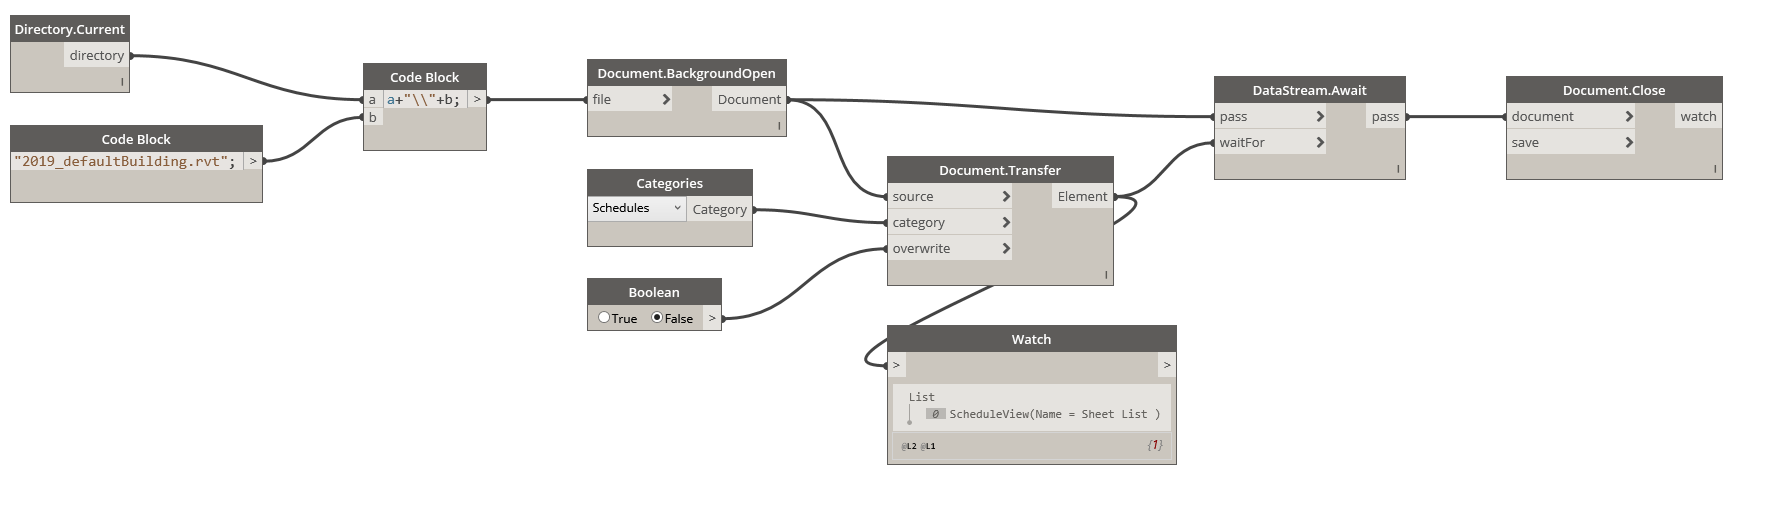 Directory.Current
directory
I
Code Block
"2019_defaultBuilding.rvt"; >
Code Block
a a+"\\"+b; >
b
Document.BackgroundOpen
file Document
I
Categories
Schedules Category
Boolean
True False >
Document.Transfer
source Element
category
overwrite
I
Watch
> >
List
0 ScheduleView(Name = Sheet List )
@L2 @L1 {1}
DataStream.Await
pass pass
waitFor
I
Document.Close
document watch
save
I